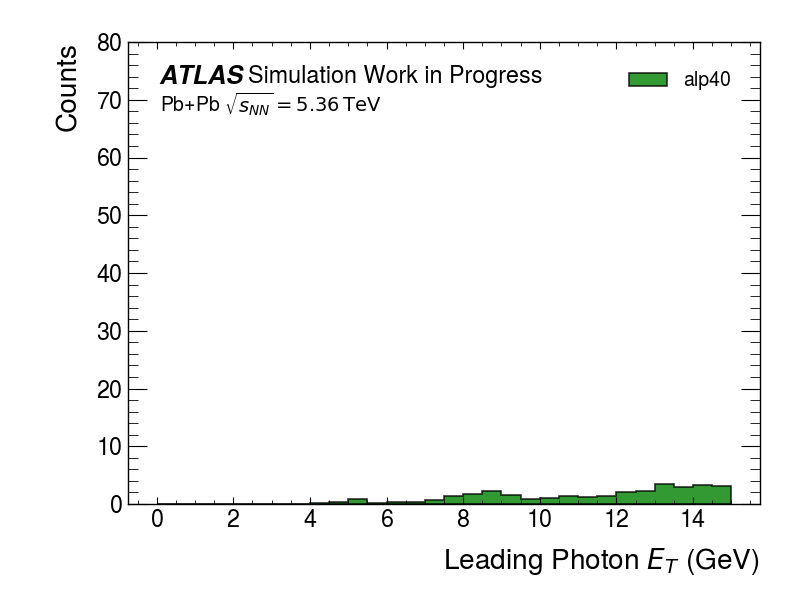 80
70
60
50
40
30
20
10
0
Counts
ATLAS Simulation Work in Progress
Pb+Pb √sNN = 5.36 TeV
alp40
0 2 4 6 8 10 12 14
Leading Photon ET (GeV)